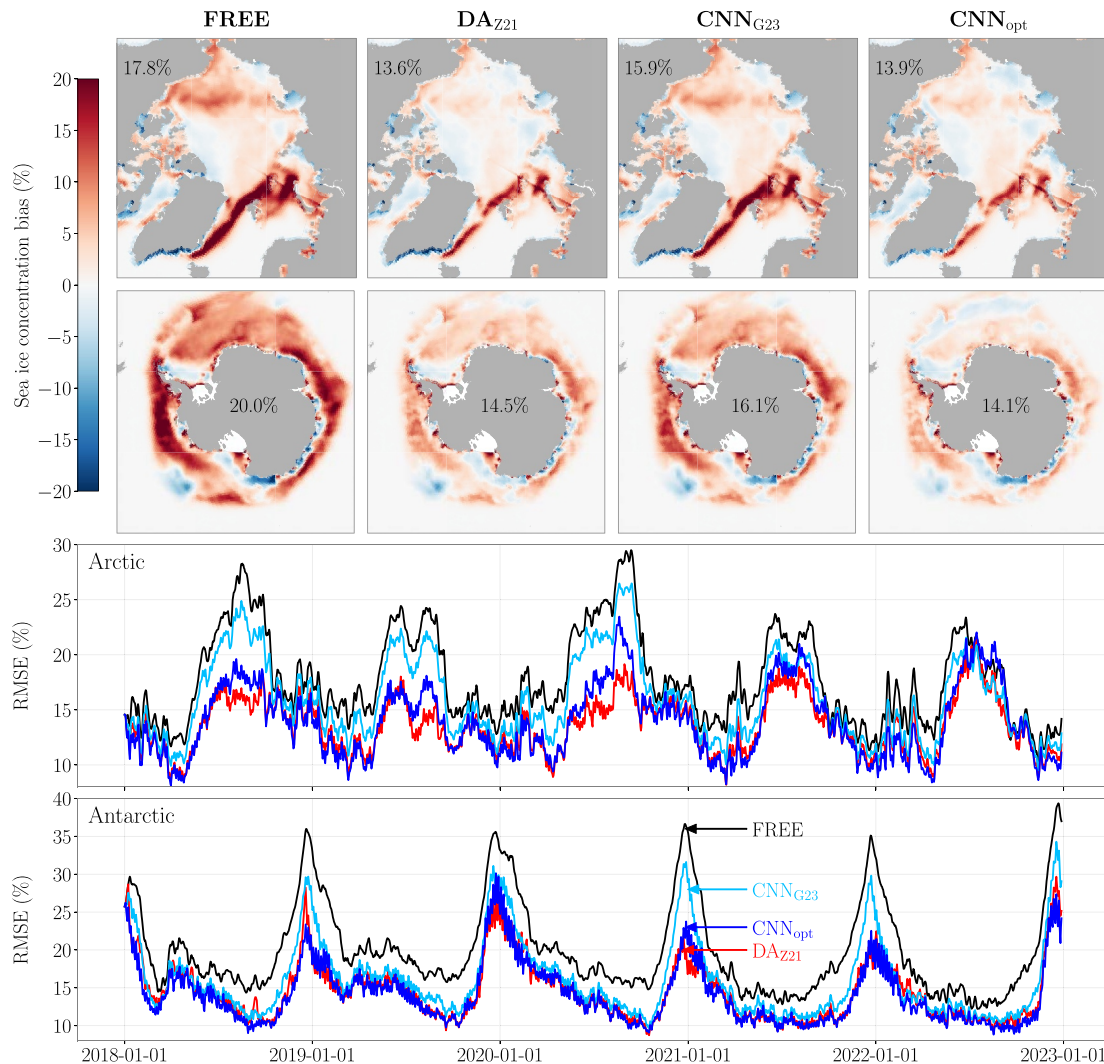 FREE DA_Z21 CNN_G23 CNN_opt
Sea ice concentration bias (%)
20
15
10
5
0
−5
−10
−15
−20
17.8% 13.6% 15.9% 13.9%
20.0% 14.5% 16.1% 14.1%
Arctic
RMSE (%)
30
25
20
15
10
Antarctic
RMSE (%)
40
35
30
25
20
15
10
FREE
CNN_G23
CNN_opt
DA_Z21
2018-01-01 2019-01-01 2020-01-01 2021-01-01 2022-01-01 2023-01-01